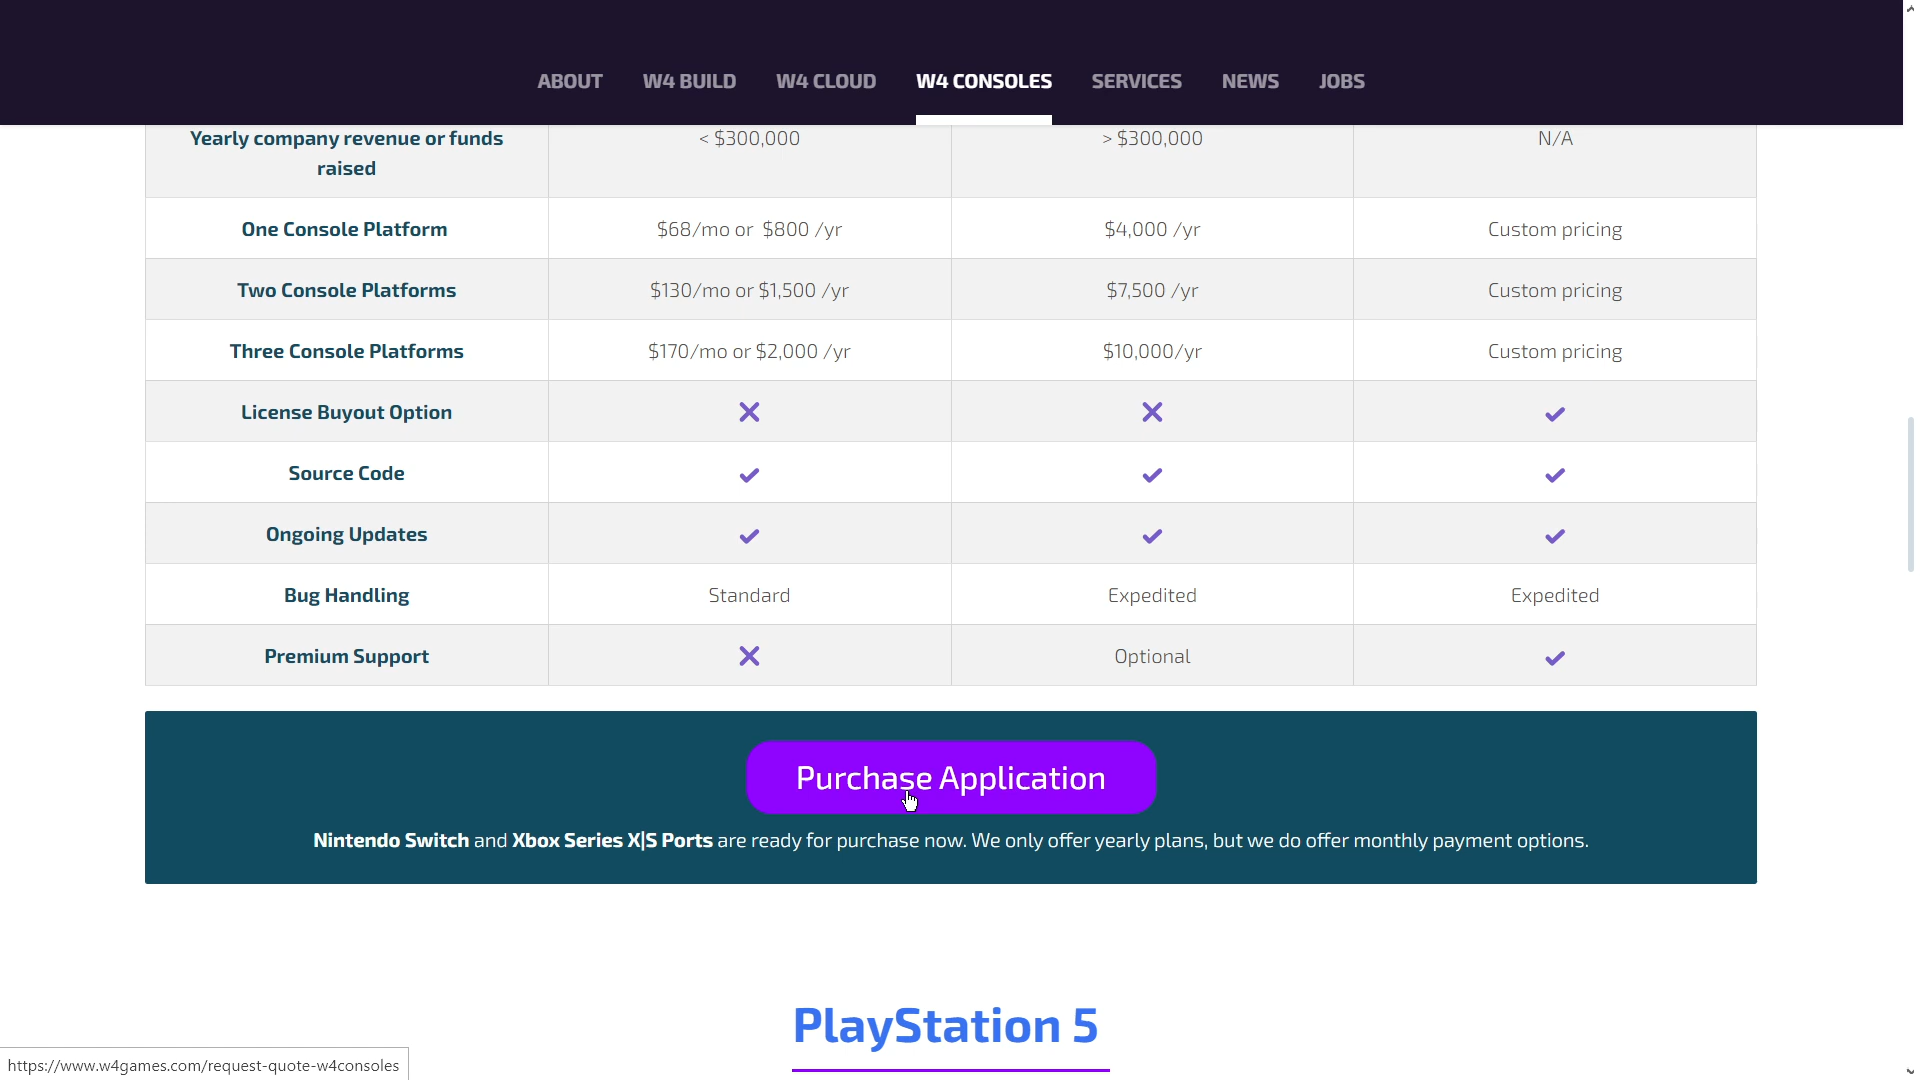 ABOUT W4 BUILD W4 CLOUD W4 CONSOLES SERVICES NEWS JOBS
Yearly company revenue or funds raised < $300,000 > $300,000 N/A
One Console Platform $68/mo or $800 /yr $4,000 /yr Custom pricing
Two Console Platforms $130/mo or $1,500 /yr $7,500 /yr Custom pricing
Three Console Platforms $170/mo or $2,000 /yr $10,000/yr Custom pricing
License Buyout Option
Source Code
Ongoing Updates
Bug Handling Standard Expedited Expedited
Premium Support Optional
Purchase Application
Nintendo Switch and Xbox Series X|S Ports are ready for purchase now. We only offer yearly plans, but we do offer monthly payment options.
PlayStation 5
https://www.w4games.com/request-quote-w4consoles